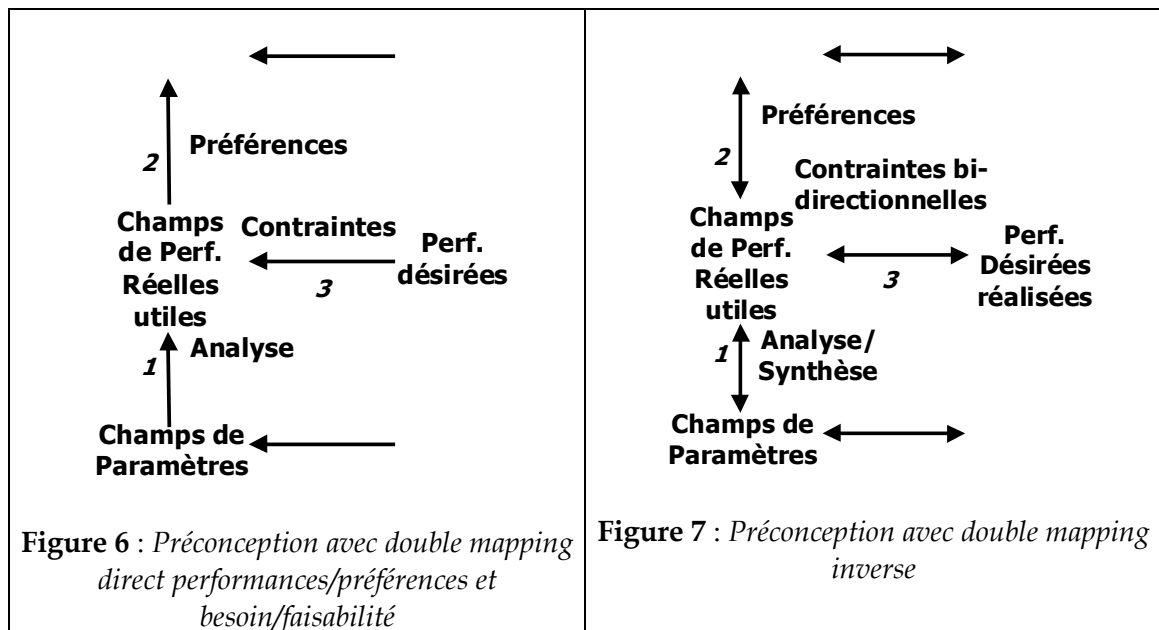 Préférences
2
Champs
de Perf.
Réelles
utiles
Contraintes
3
Perf.
désirées
1
Analyse
Champs de
Paramètres
Figure 6 : Préconception avec double mapping
direct performances/préférences et
besoin/faisabilité
Préférences
2
Contraintes bi-
directionnelles
Champs
de Perf.
Réelles
utiles
3
Perf.
Désirées
réalisées
1
Analyse/
Synthèse
Champs de
Paramètres
Figure 7 : Préconception avec double mapping
inverse